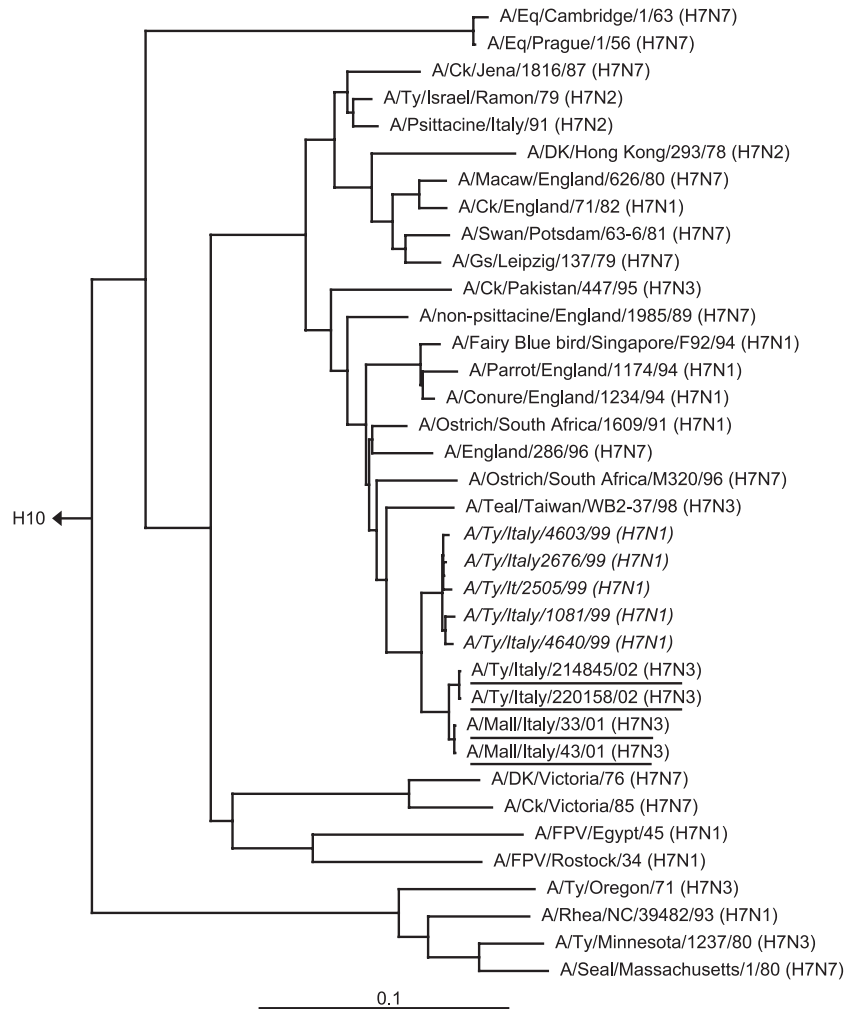 A/Eq/Cambridge/1/63 (H7N7)
A/Eq/Prague/1/56 (H7N7)
A/Ck/Jena/1816/87 (H7N7)
A/Ty/Israel/Ramon/79 (H7N2)
A/Psittacine/Italy/91 (H7N2)
A/DK/Hong Kong/293/78 (H7N2)
A/Macaw/England/626/80 (H7N7)
A/Ck/England/71/82 (H7N1)
A/Swan/Potsdam/63-6/81 (H7N7)
A/Gs/Leipzig/137/79 (H7N7)
A/Ck/Pakistan/447/95 (H7N3)
A/non-psittacine/England/1985/89 (H7N7)
A/Fairy Blue bird/Singapore/F92/94 (H7N1)
A/Parrot/England/1174/94 (H7N1)
A/Conure/England/1234/94 (H7N1)
A/Ostrich/South Africa/1609/91 (H7N1)
A/England/286/96 (H7N7)
A/Ostrich/South Africa/M320/96 (H7N7)
A/Teal/Taiwan/WB2-37/98 (H7N3)
H10
A/Ty/Italy/4603/99 (H7N1)
A/Ty/Italy2676/99 (H7N1)
A/Ty/It/2505/99 (H7N1)
A/Ty/Italy/1081/99 (H7N1)
A/Ty/Italy/4640/99 (H7N1)
A/Ty/Italy/214845/02 (H7N3)
A/Ty/Italy/220158/02 (H7N3)
A/Mall/Italy/33/01 (H7N3)
A/Mall/Italy/43/01 (H7N3)
A/DK/Victoria/76 (H7N7)
A/Ck/Victoria/85 (H7N7)
A/FPV/Egypt/45 (H7N1)
A/FPV/Rostock/34 (H7N1)
A/Ty/Oregon/71 (H7N3)
A/Rhea/NC/39482/93 (H7N1)
A/Ty/Minnesota/1237/80 (H7N3)
A/Seal/Massachusetts/1/80 (H7N7)
0.1